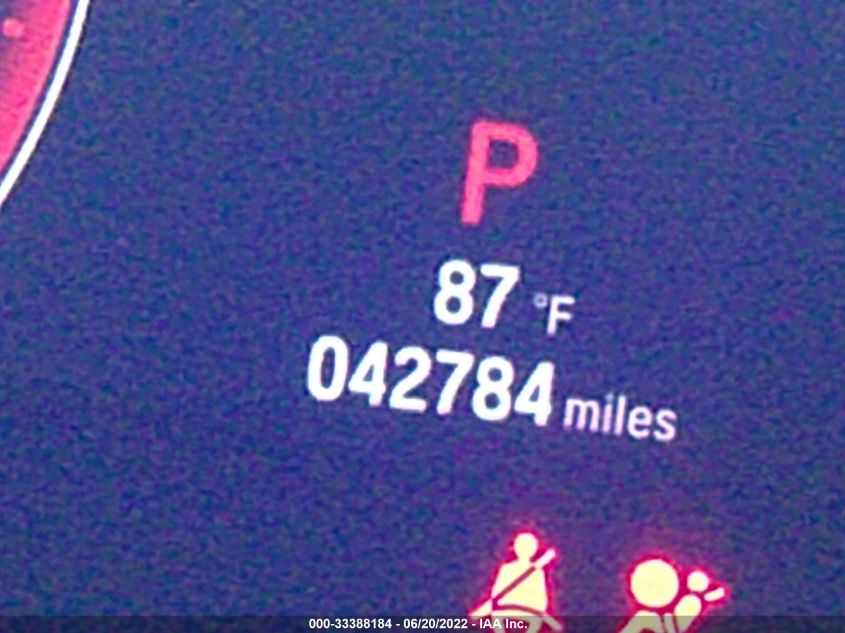 P
87 °F
042784 miles
000-33388184 - 06/20/2022 - IAA Inc.